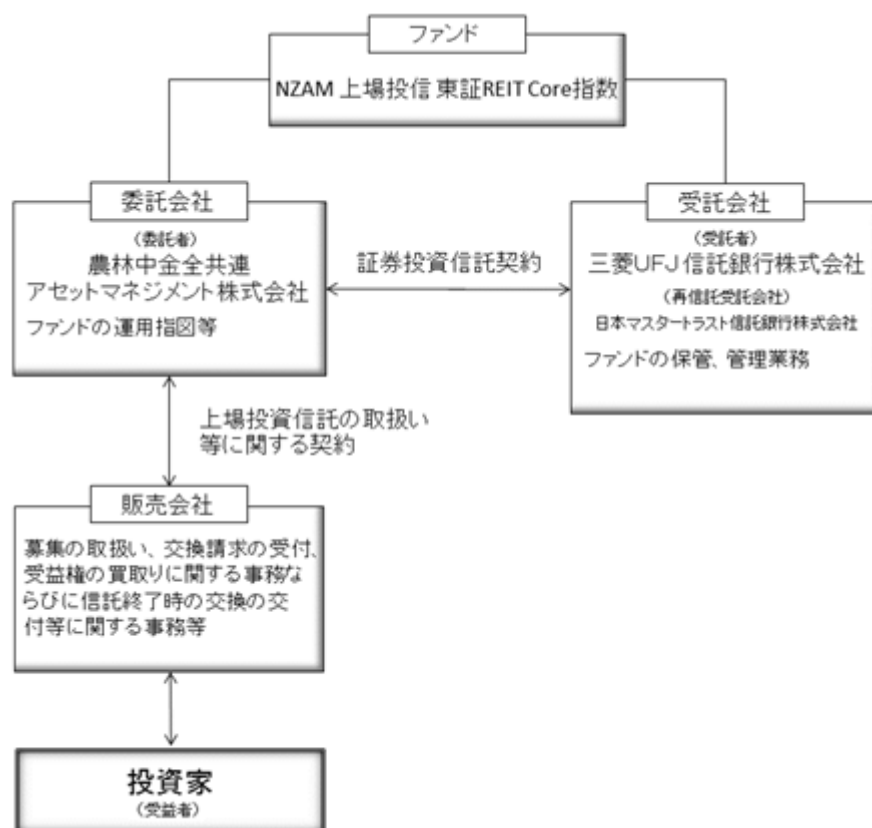 ファンド
NZAM 上場投信 東証REIT Core指数
委託会社
(委託者)
農林中金全共連
アセットマネジメント株式会社
ファンドの運用指図等
証券投資信託契約
受託会社
(受託者)
三菱UFJ信託銀行株式会社
(再信託受託会社)
日本マスタートラスト信託銀行株式会社
ファンドの保管、管理業務
上場投資信託の取扱い
等に関する契約
販売会社
募集の取扱い、交換請求の受付、
受益権の買取りに関する事務な
らびに信託終了時の交換の交
付等に関する事務等
投資家
(受益者)